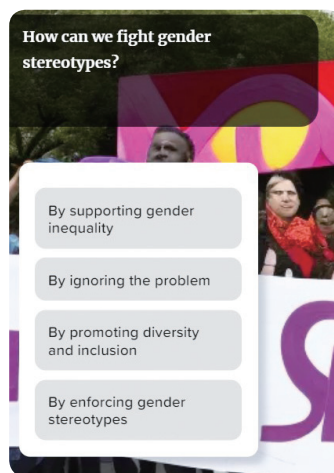 How can we fight gender
stereotypes?
By supporting gender
inequality
By ignoring the problem
By promoting diversity
and inclusion
By enforcing gender
stereotypes